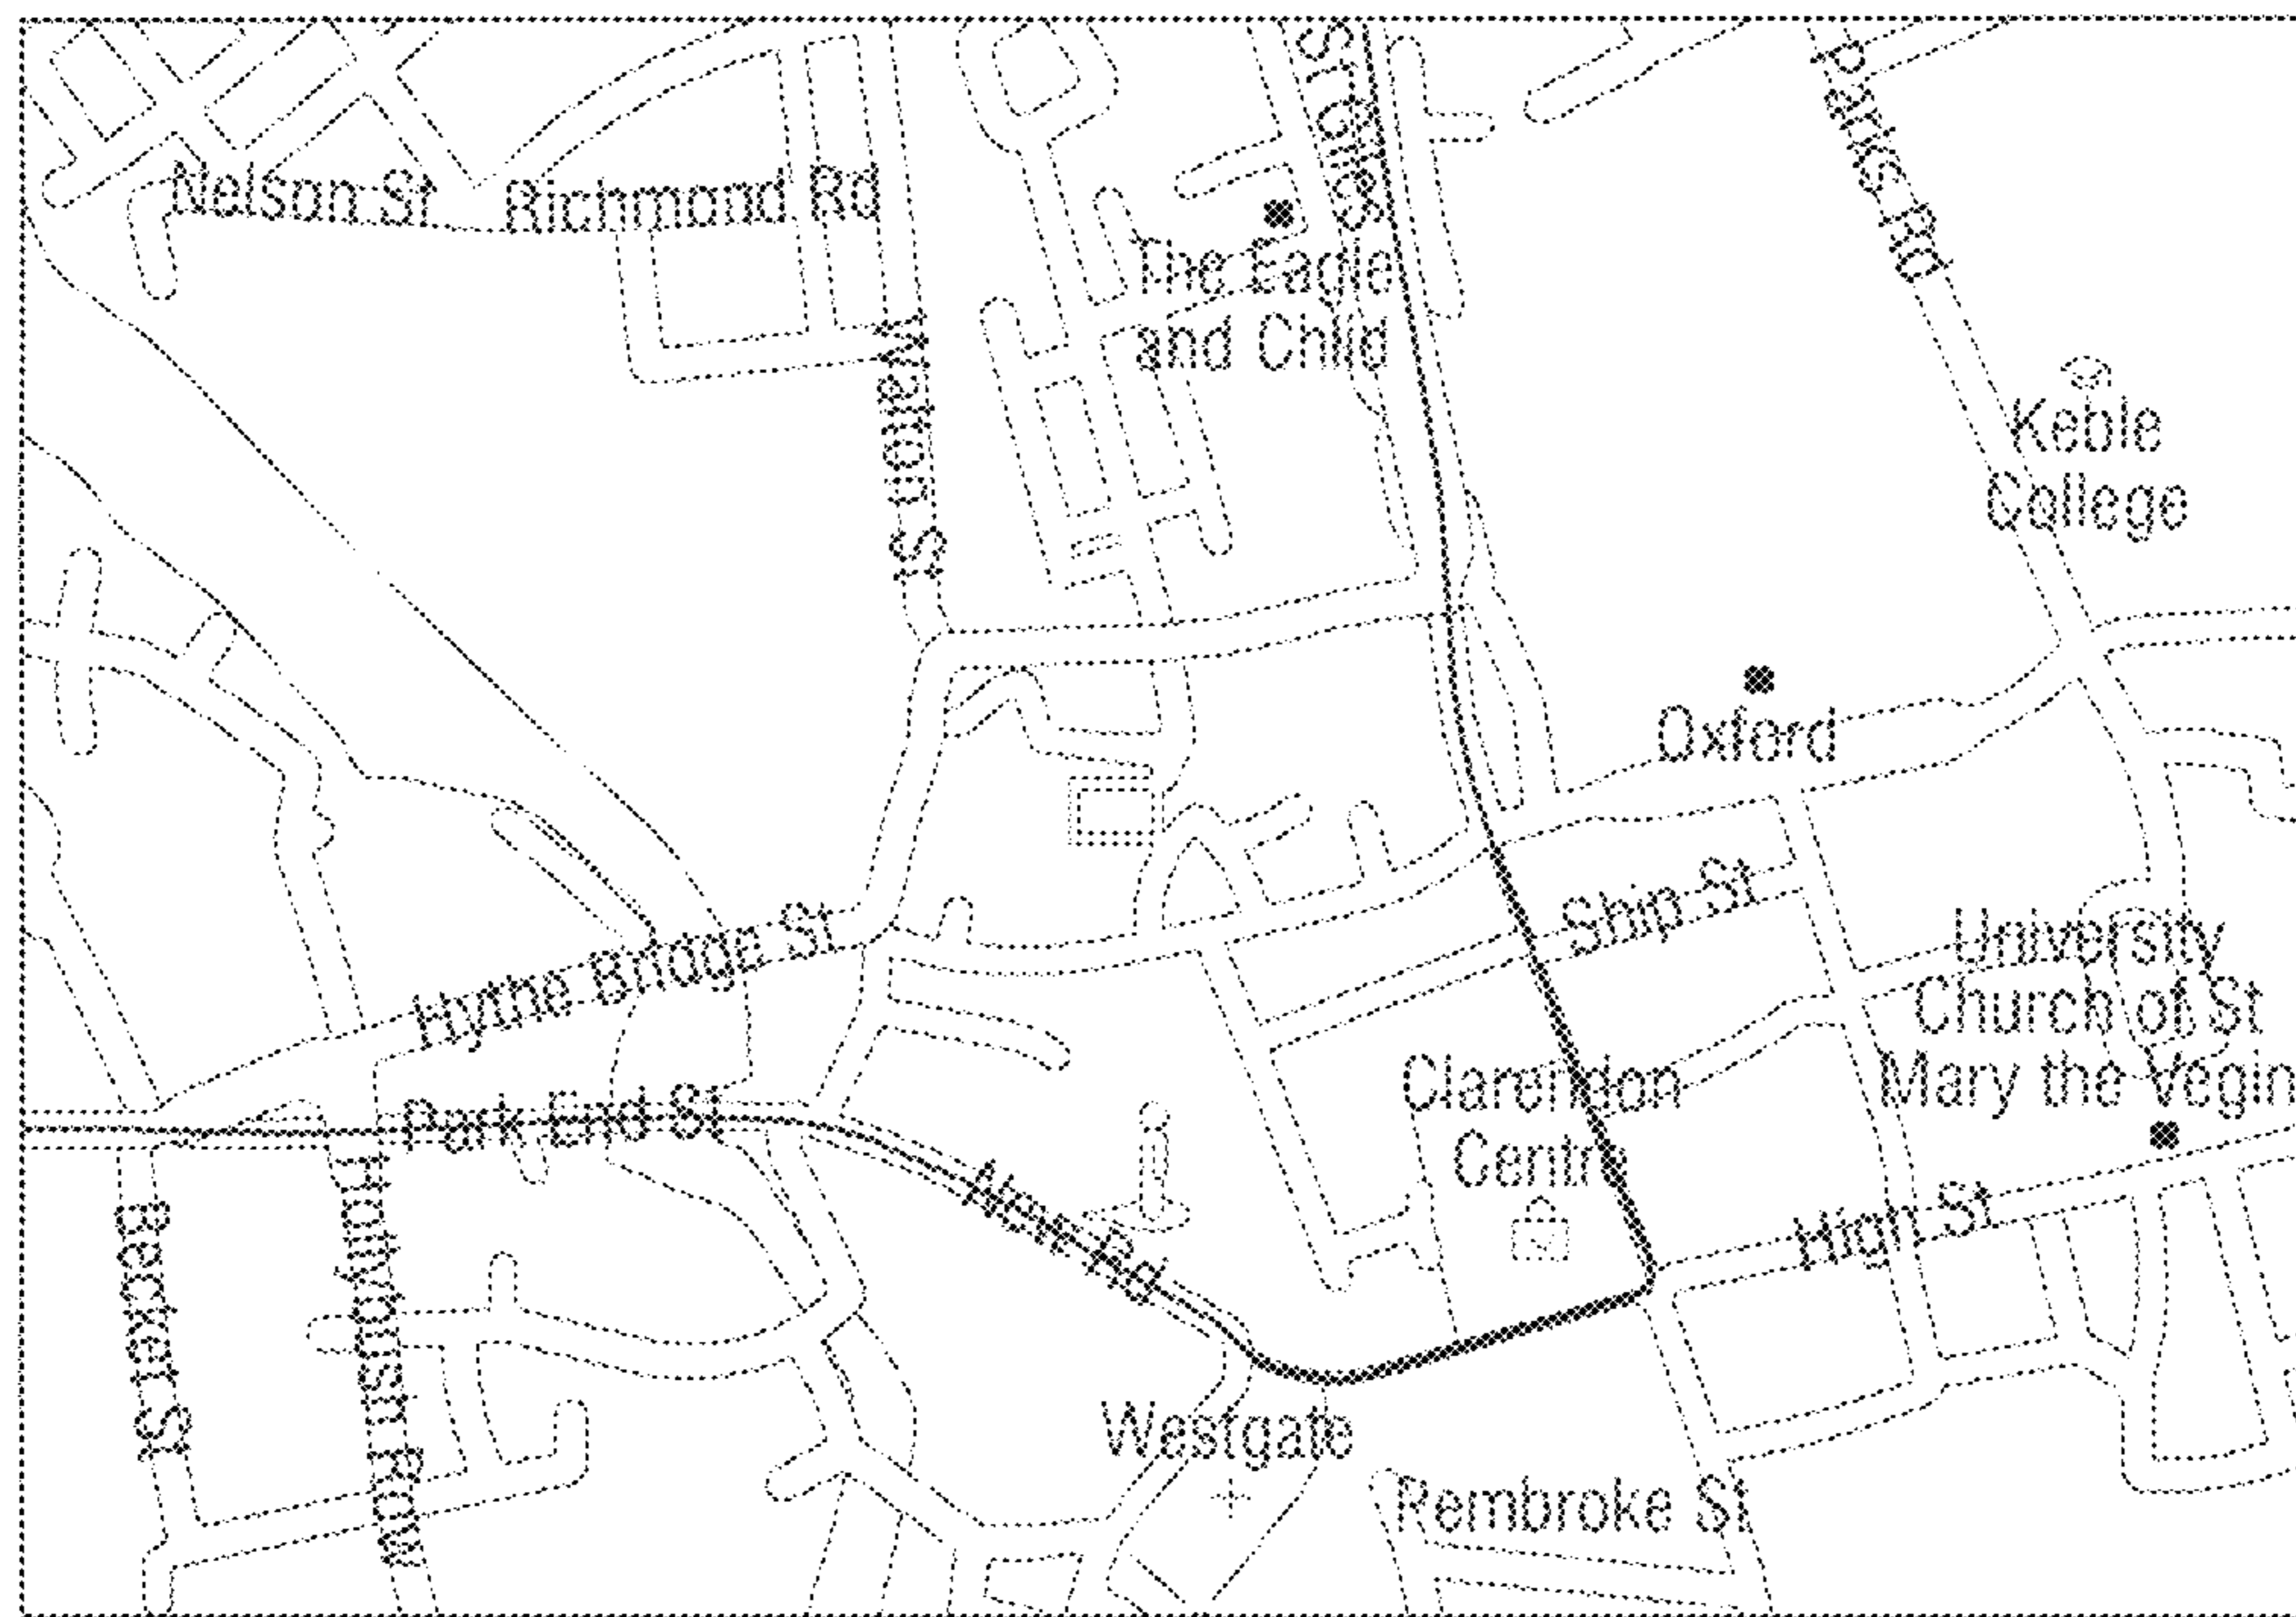 St Giles
Parks Rd
Nelson St
Richmond Rd
The Eagle
and Child
Walton St
Keble
College
Oxford
Ship St
Hythe Bridge St
University
Church of St
Mary the Vegin
Clarendon
Centre
Park End St
New Rd
High St
Becket St
Hollybush Row
Westgate
Pembroke St